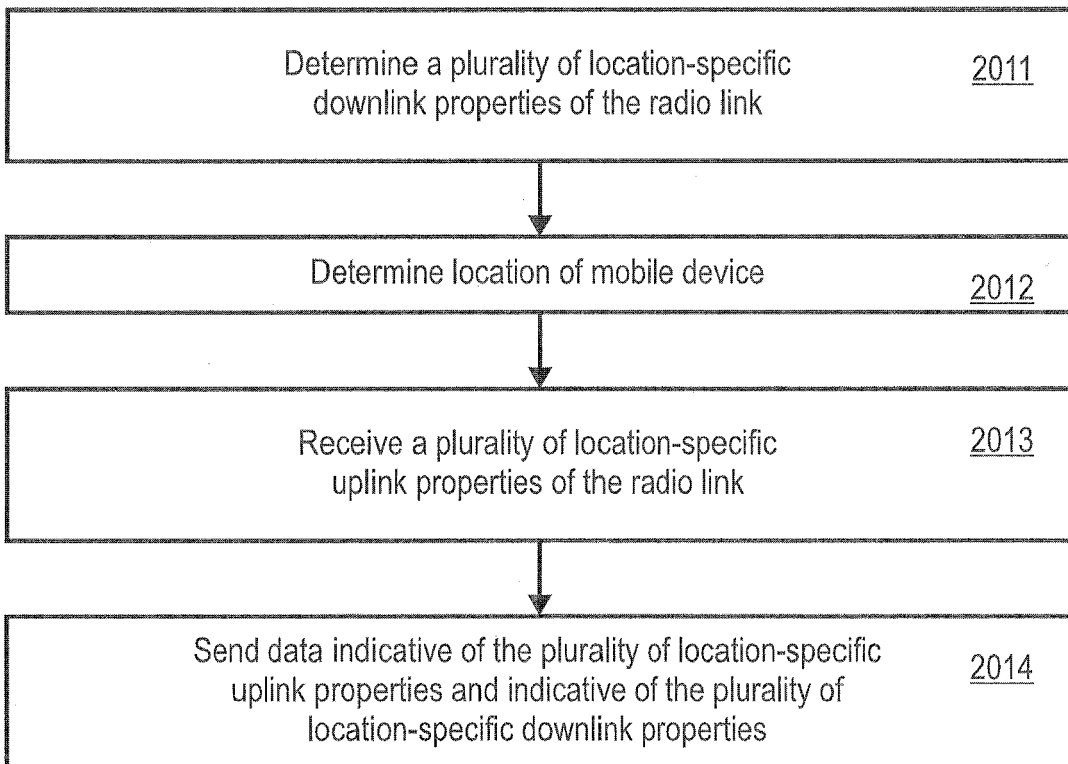 Determine a plurality of location-specific
downlink properties of the radio link
2011
Determine location of mobile device
2012
Receive a plurality of location-specific
uplink properties of the radio link
2013
Send data indicative of the plurality of location-specific
uplink properties and indicative of the plurality of
location-specific downlink properties
2014